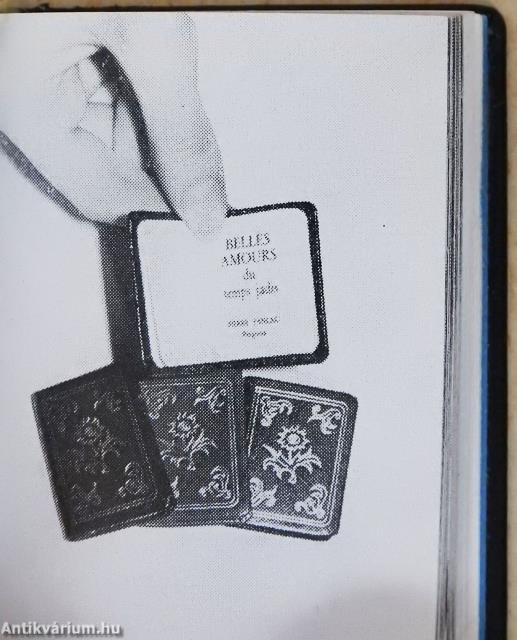 BELLES
AMOURS
du
temps jadis
Antikvárium.hu